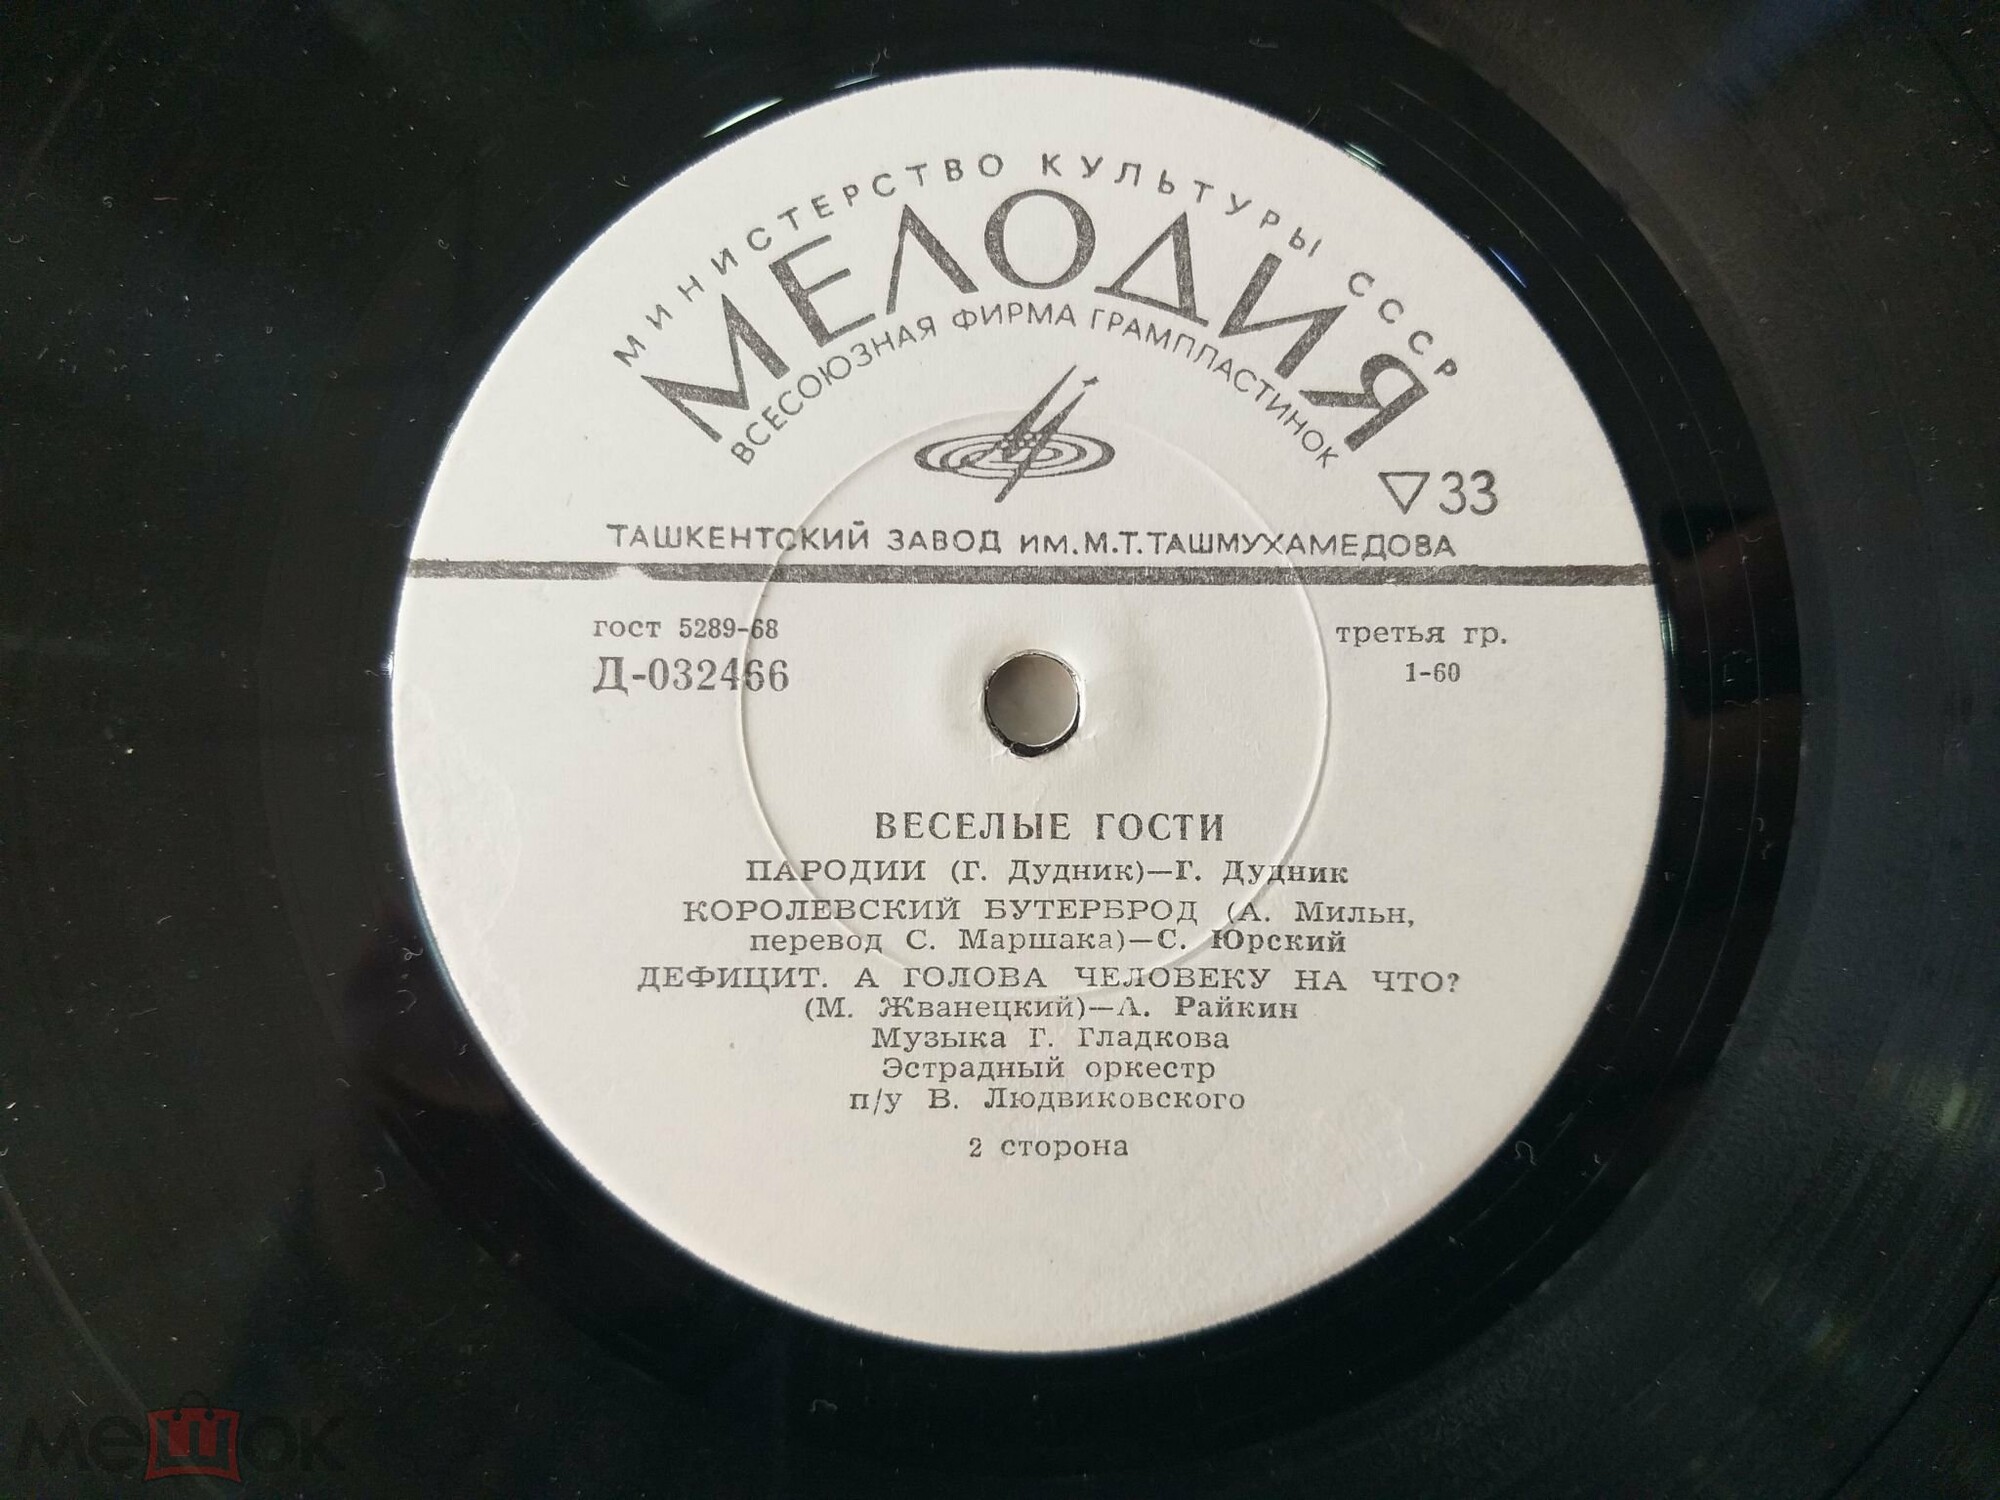 МИНИСТЕРСТВО КУЛЬТУРЫ СССР
МЕЛОДИЯ
ВСЕСОЮЗНАЯ ФИРМА ГРАМПЛАСТИНОК
▽33
ТАШКЕНТСКИЙ ЗАВОД ИМ.М.Т.ТАШМУХАМЕДОВА
гост 5289-68
третья гр.
Д-032466
1-60
ВЕСЕЛЫЕ ГОСТИ
ПАРОДИИ (Г. Дудник)—Г. Дудник
КОРОЛЕВСКИЙ БУТЕРБРОД (А. Мильн,
перевод С. Маршака)—С. Юрский
ДЕФИЦИТ. А ГОЛОВА ЧЕЛОВЕКУ НА ЧТО?
(М. Жванецкий)—А. Райкин
Музыка Г. Гладкова
Эстрадный оркестр
п/у В. Людвиковского
2 сторона
мешок